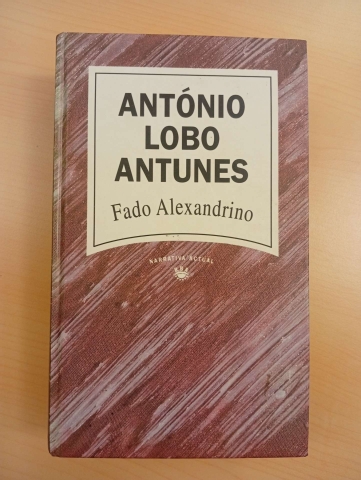 ANTÓNIO
LOBO
ANTUNES
Fado Alexandrino
NARRATIVA ACTUAL